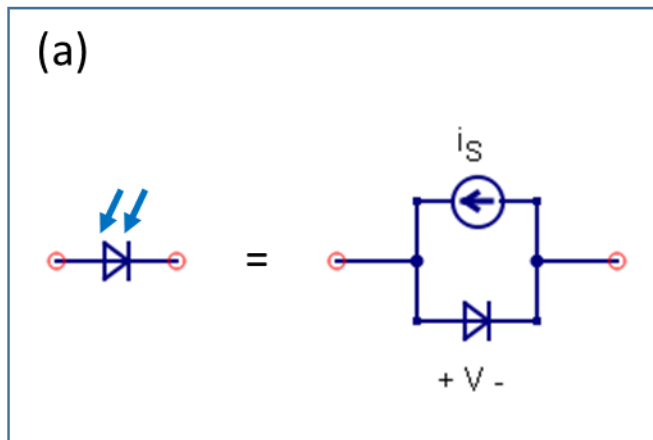 (a)
iS
=
+ V -